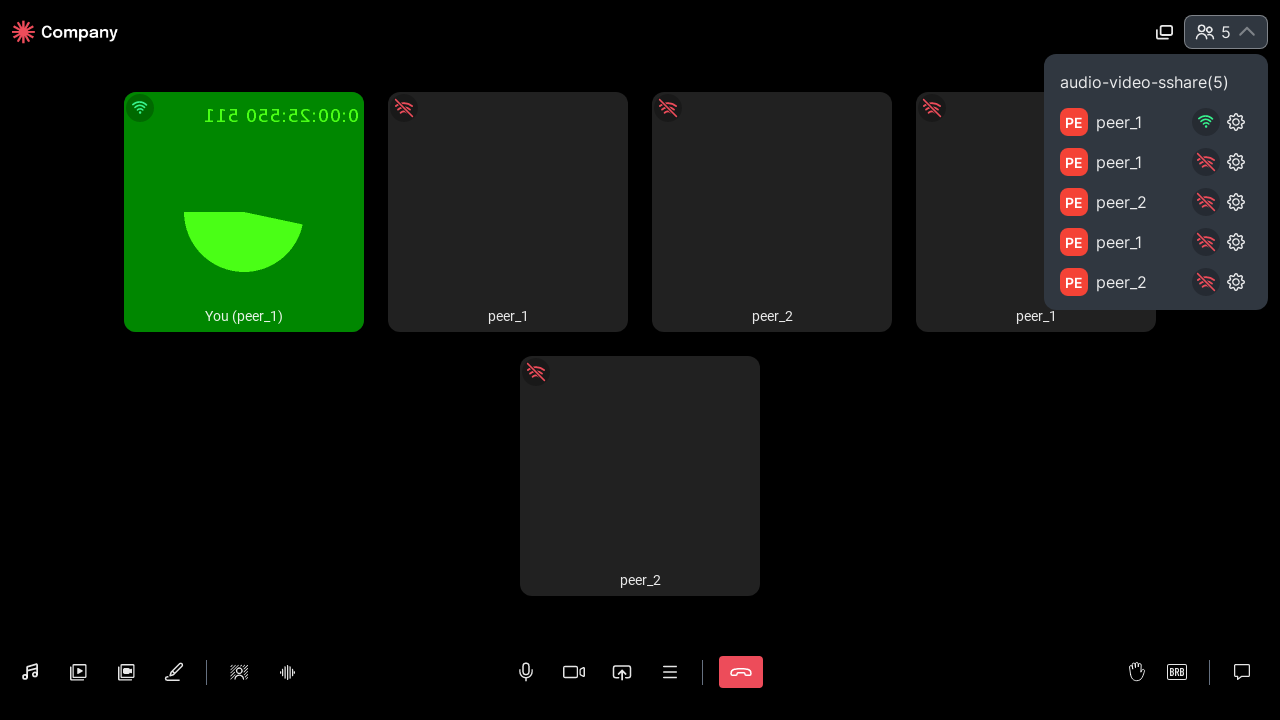 Company
5
audio-video-sshare(5)
PE peer_1
PE peer_1
PE peer_2
PE peer_1
PE peer_2
0:00:25:550 511
You (peer_1)
peer_1
peer_2
peer_1
peer_2
BRB